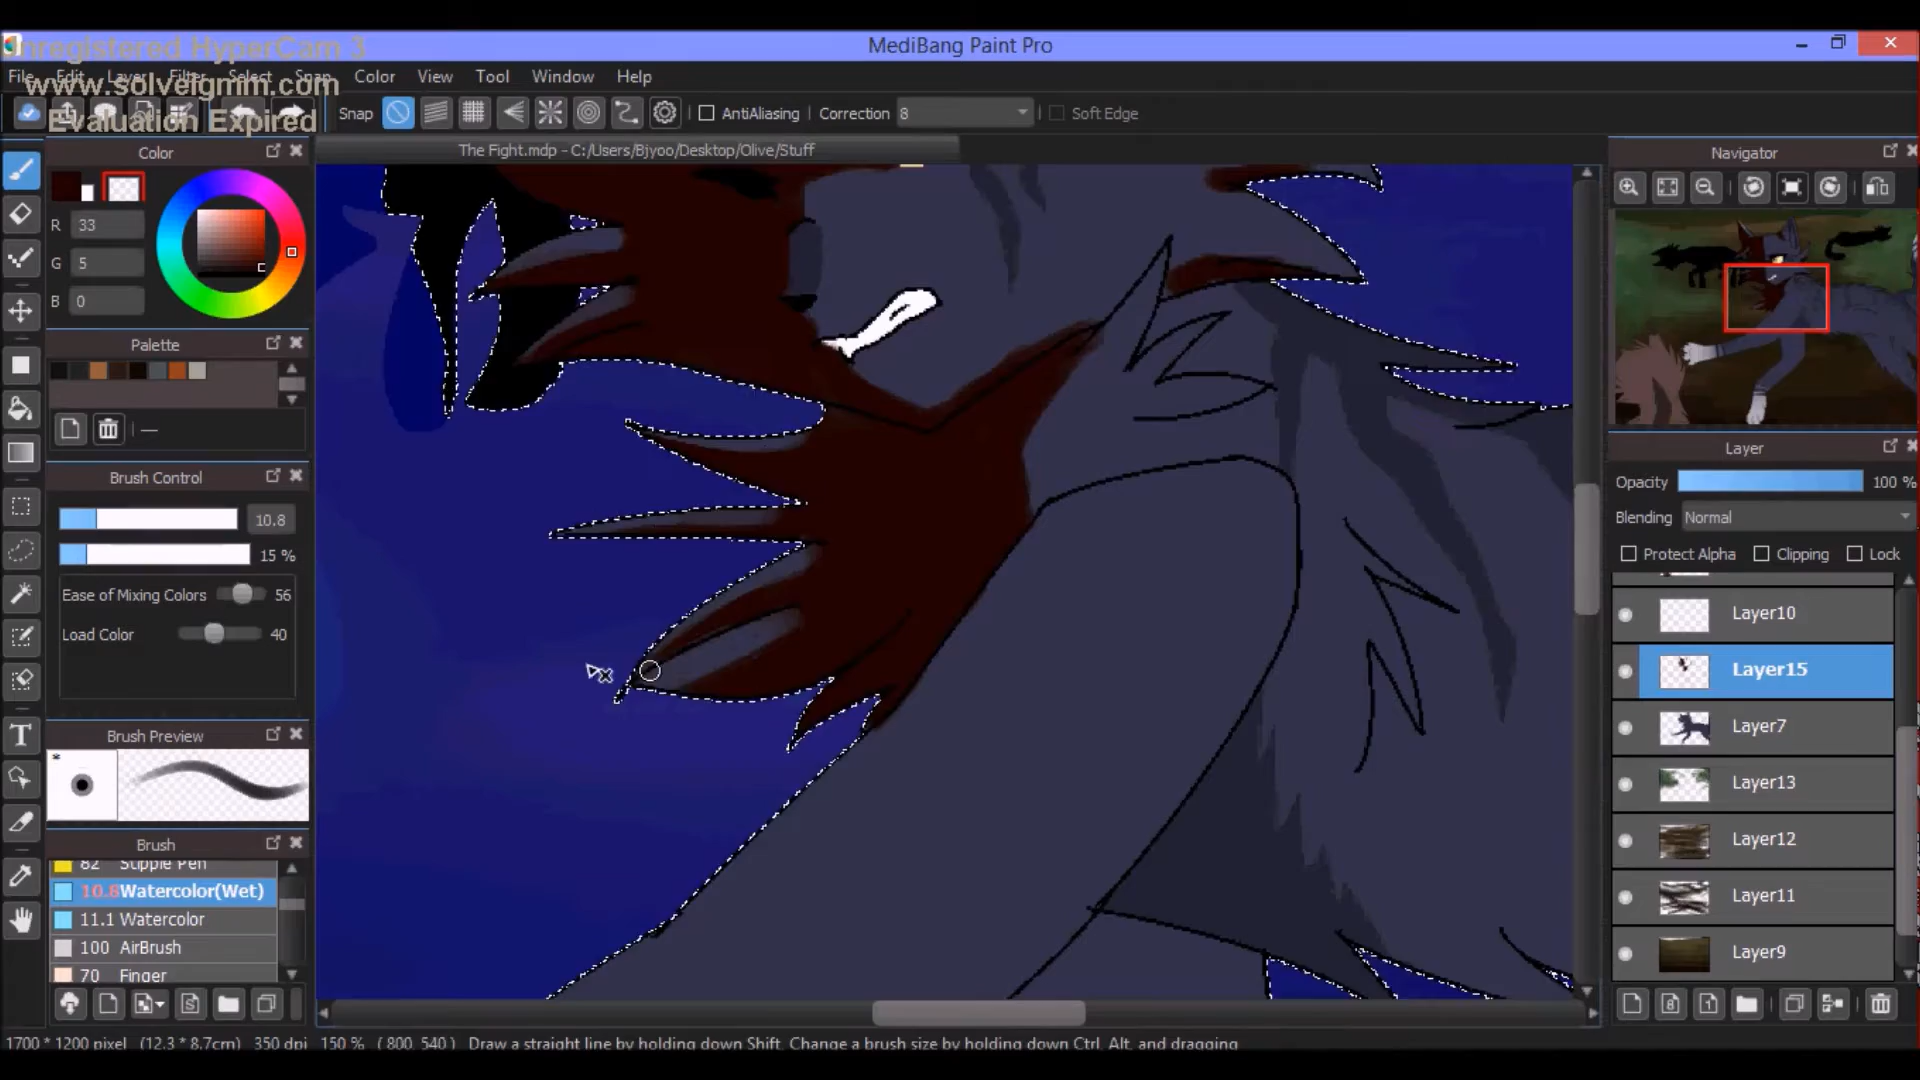 Unregistered HyperCam 3
MediBang Paint Pro
File Edit Layer Filter Select Snap Color View Tool Window Help
www.solveigmm.com
Evaluation Expired
Snap
AntiAliasing
Correction 8
Soft Edge
Color
The Fight.mdp - C:/Users/Bjyoo/Desktop/Olive/Stuff
Navigator
R 33
G 5
B 0
Palette
Brush Control
10.8
15 %
Ease of Mixing Colors 56
Load Color 40
Brush Preview
Brush
82 Stipple Pen
10.8 Watercolor(Wet)
11.1 Watercolor
100 AirBrush
70 Finger
Layer
Opacity 100 %
Blending Normal
Protect Alpha Clipping Lock
Layer10
Layer15
Layer7
Layer13
Layer12
Layer11
Layer9
1700 * 1200 pixel (12.3 * 8.7cm) 350 dpi 150 % ( 800, 540 ) Draw a straight line by holding down Shift, Change a brush size by holding down Ctrl, Alt, and dragging